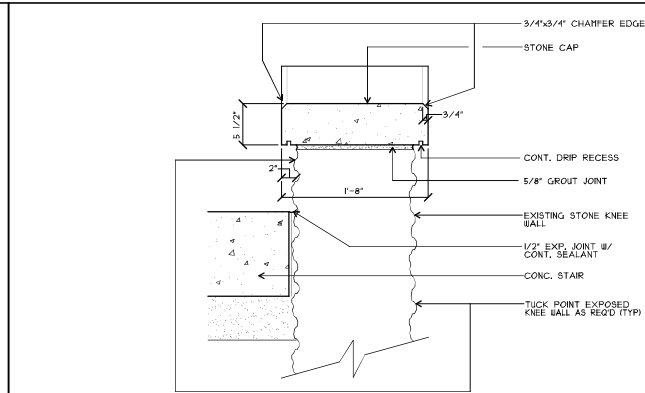 3/4"x3/4" CHAMFER EDGE
STONE CAP
5 1/2"
3/4"
CONT. DRIP RECESS
2"
5/8" GROUT JOINT
1'-8"
EXISTING STONE KNEE
WALL
1/2" EXP. JOINT W/
CONT. SEALANT
CONC. STAIR
TUCK POINT EXPOSED
KNEE WALL AS REQ'D (TYP)